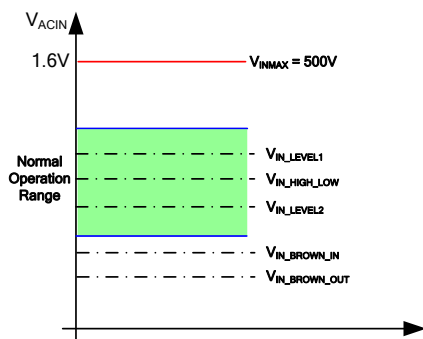 VACIN
1.6V
VINMAX = 500V
Normal
Operation
Range
VIN_LEVEL1
VIN_HIGH_LOW
VIN_LEVEL2
VIN_BROWN_IN
VIN_BROWN_OUT